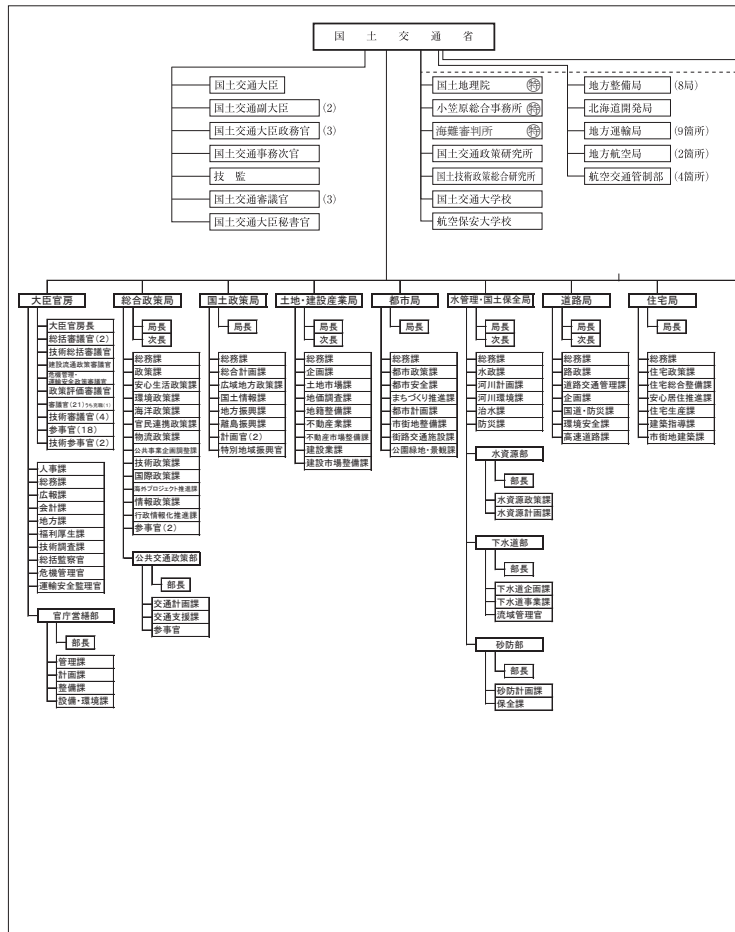 国土交通省
国土交通大臣
国土交通副大臣 (2)
国土交通大臣政務官 (3)
国土交通事務次官
技監
国土交通審議官 (3)
国土交通大臣秘書官
国土地理院 特
小笠原総合事務所 特
海難審判所 特
国土交通政策研究所
国土技術政策総合研究所
国土交通大学校
航空保安大学校
地方整備局 (8局)
北海道開発局
地方運輸局 (9箇所)
地方航空局 (2箇所)
航空交通管制部 (4箇所)
大臣官房
大臣官房長
総括審議官(2)
技術総括審議官
建設流通政策審議官
危機管理・
運輸安全政策審議官
政策評価審議官
審議官(21)
技術審議官(4)
参事官(18)
技術参事官(2)
人事課
総務課
広報課
会計課
地方課
福利厚生課
技術調査課
総括監察官
危機管理官
運輸安全監理官
官庁営繕部
部長
管理課
計画課
整備課
設備・環境課
総合政策局
局長
次長
総務課
政策課
安心生活政策課
環境政策課
海洋政策課
官民連携政策課
物流政策課
公共事業企画調整課
技術政策課
国際政策課
海外プロジェクト推進課
情報政策課
行政情報化推進課
参事官(2)
公共交通政策部
部長
交通計画課
交通支援課
参事官
国土政策局
局長
総務課
総合計画課
広域地方政策課
国土情報課
地方振興課
離島振興課
計画官(2)
特別地域振興官
土地・建設産業局
局長
次長
総務課
企画課
土地市場課
地価調査課
地籍整備課
不動産業課
不動産市場整備課
建設業課
建設市場整備課
都市局
局長
総務課
都市政策課
都市安全課
まちづくり推進課
都市計画課
市街地整備課
街路交通施設課
公園緑地・景観課
水管理・国土保全局
局長
次長
総務課
水政課
河川計画課
河川環境課
治水課
防災課
水資源部
部長
水資源政策課
水資源計画課
下水道部
部長
下水道企画課
下水道事業課
流域管理官
砂防部
部長
砂防計画課
保全課
道路局
局長
次長
総務課
路政課
道路交通管理課
企画課
国道・防災課
環境安全課
高速道路課
住宅局
局長
総務課
住宅政策課
住宅総合整備課
安心居住推進課
住宅生産課
建築指導課
市街地建築課